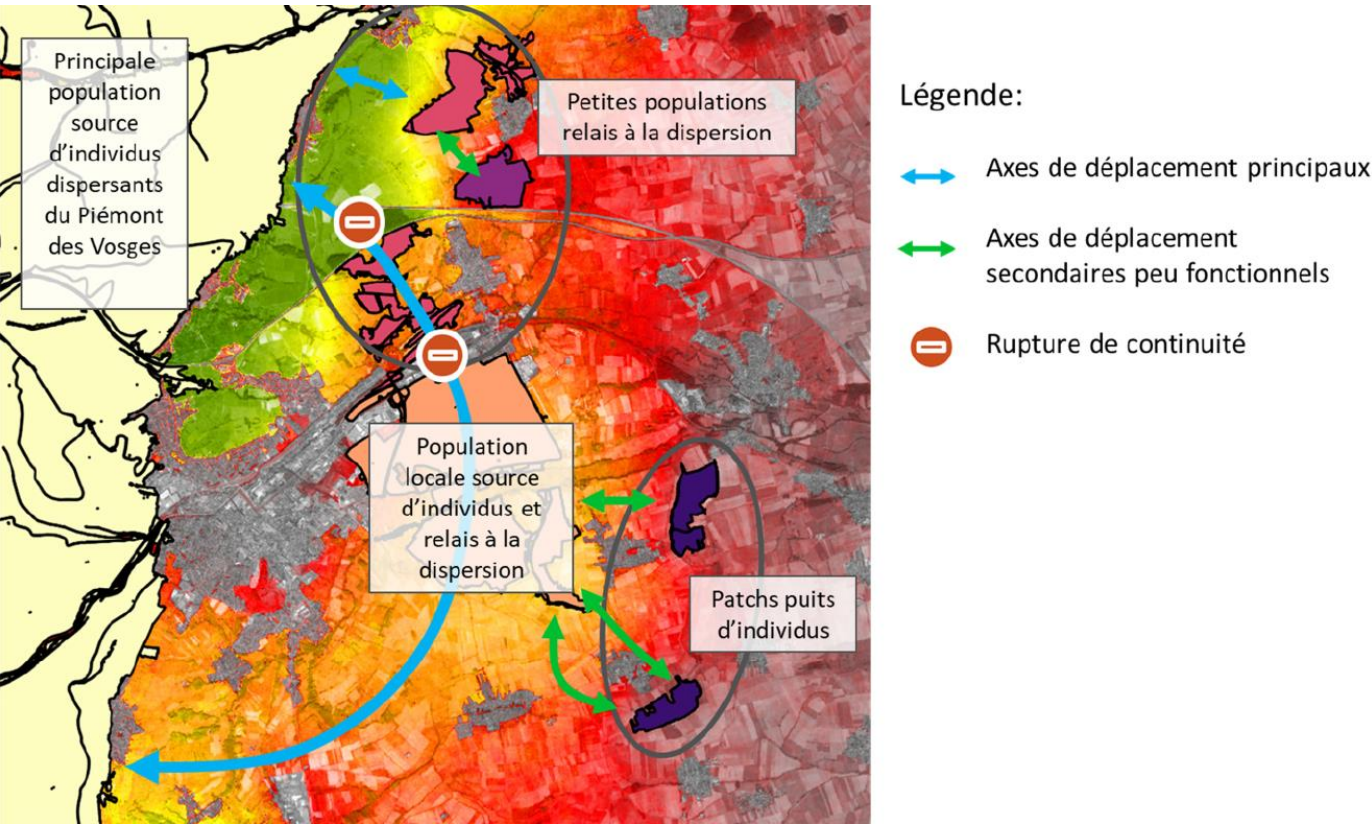 Principale
population
source
d'individus
dispersants
du Piémont
des Vosges
Petites populations
relais à la dispersion
Population
locale source
d'individus et
relais à la
dispersion
Patchs puits
d'individus
Légende:
Axes de déplacement principaux
Axes de déplacement
secondaires peu fonctionnels
Rupture de continuité